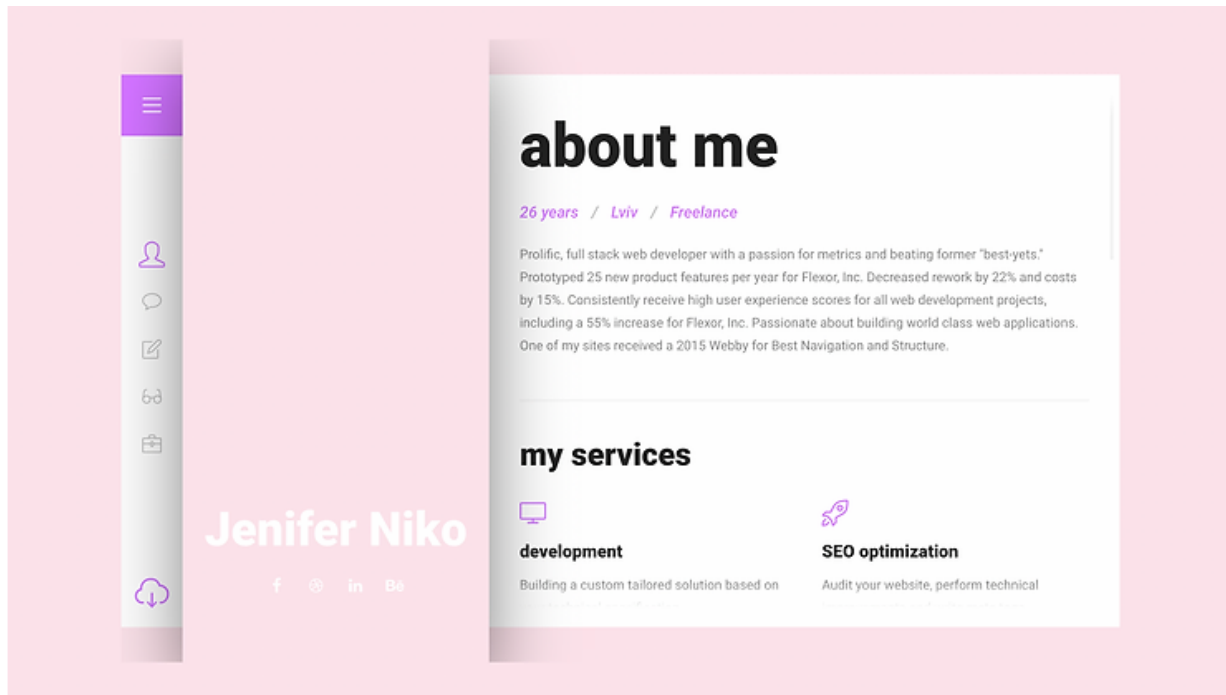 Jenifer Niko
f in Bē
about me
26 years / Lviv / Freelance
Prolific, full stack web developer with a passion for metrics and beating former "best-yets."
Prototyped 25 new product features per year for Flexor, Inc. Decreased rework by 22% and costs
by 15%. Consistently receive high user experience scores for all web development projects,
including a 55% increase for Flexor, Inc. Passionate about building world class web applications.
One of my sites received a 2015 Webby for Best Navigation and Structure.
my services
development
Building a custom tailored solution based on
SEO optimization
Audit your website, perform technical